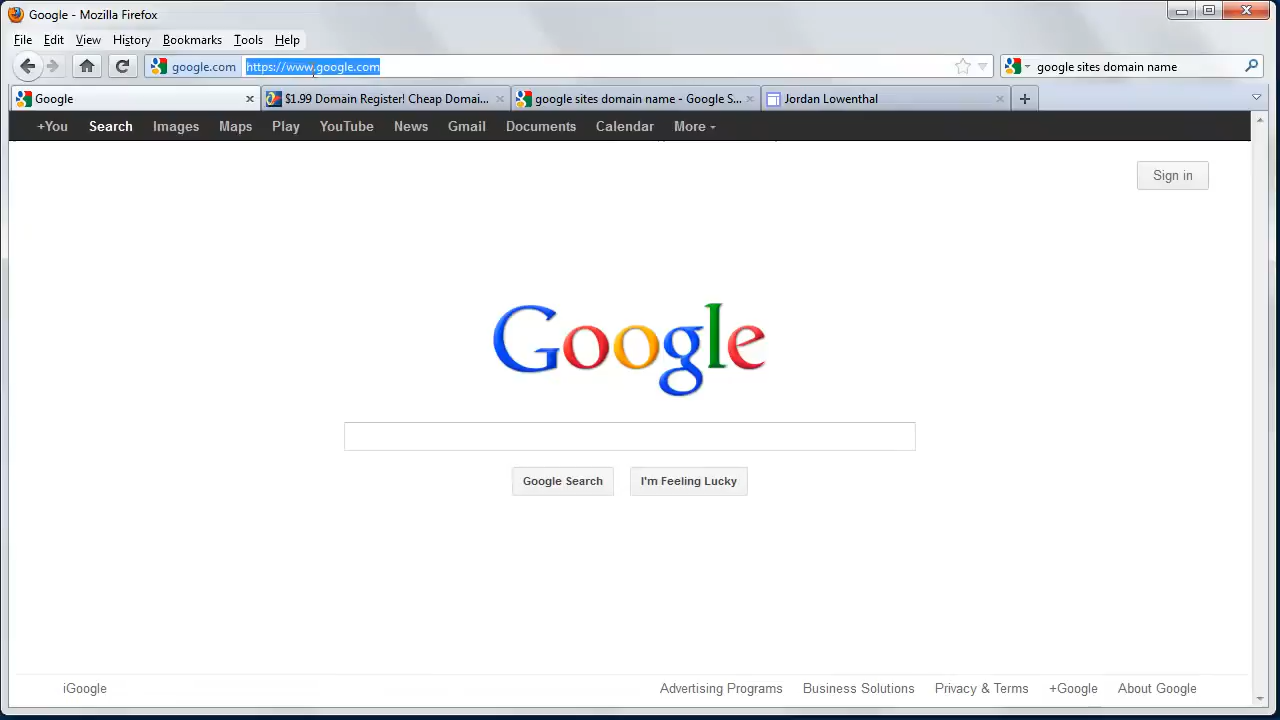 Google - Mozilla Firefox
File Edit View History Bookmarks Tools Help
google.com https://www.google.com google sites domain name
Google $1.99 Domain Register! Cheap Domai... google sites domain name - Google S... Jordan Lowenthal
+You Search Images Maps Play YouTube News Gmail Documents Calendar More
Sign in
Google
Google Search I'm Feeling Lucky
iGoogle Advertising Programs Business Solutions Privacy & Terms +Google About Google